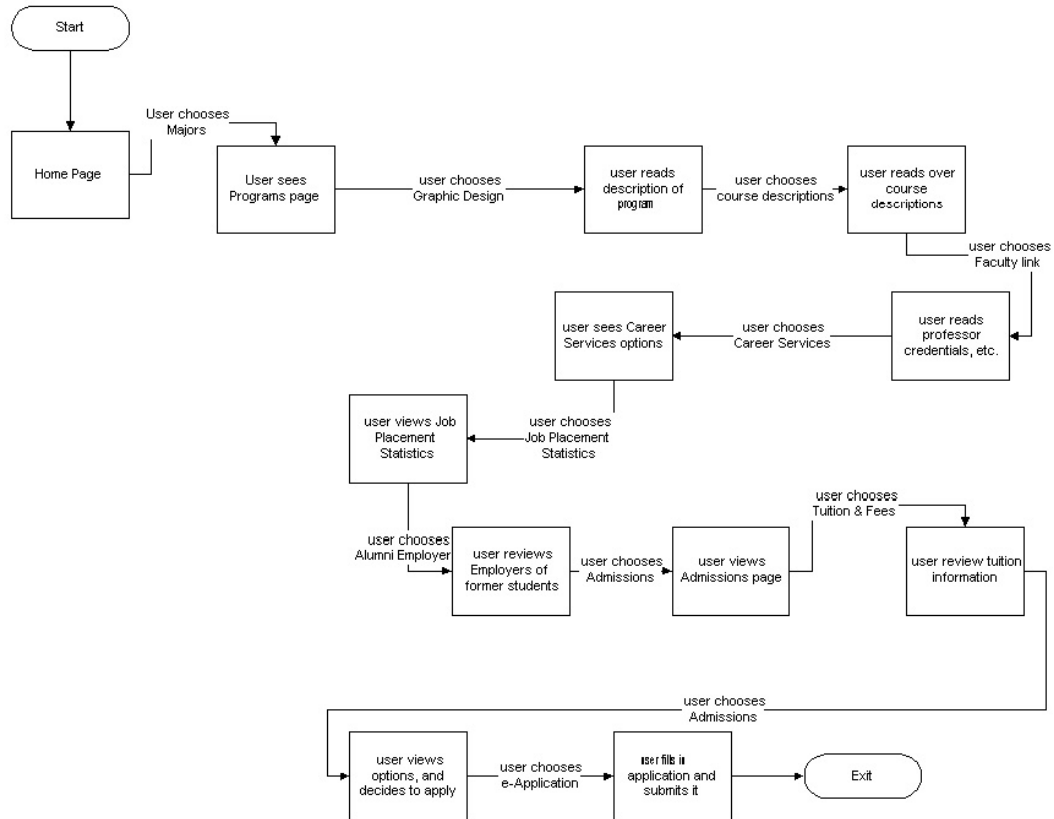 Start
User chooses
Majors
Home Page
User sees
Programs page
user chooses
Graphic Design
user reads
description of
program
user chooses
course descriptions
user reads over
course
descriptions
user chooses
Faculty link
user reads
professor
credentials, etc.
user chooses
Career Services
user sees Career
Services options
user chooses
Job Placement
Statistics
user views Job
Placement
Statistics
user chooses
Alumni Employer
user reviews
Employers of
former students
user chooses
Admissions
user views
Admissions page
user chooses
Tuition & Fees
user review tuition
information
user chooses
Admissions
user views
options, and
decides to apply
user chooses
e-Application
user fills in
application and
submits it
Exit